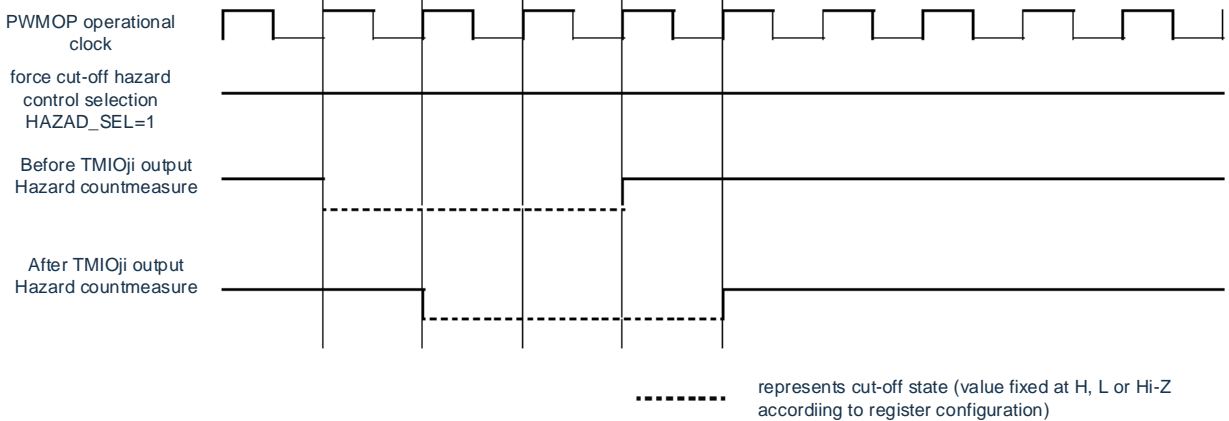 PWMOP operational
clock
force cut-off hazard
control selection
HAZAD_SEL=1
Before TMIOji output
Hazard countmeasure
After TMIOji output
Hazard countmeasure
represents cut-off state (value fixed at H, L or Hi-Z
accordiing to register configuration)